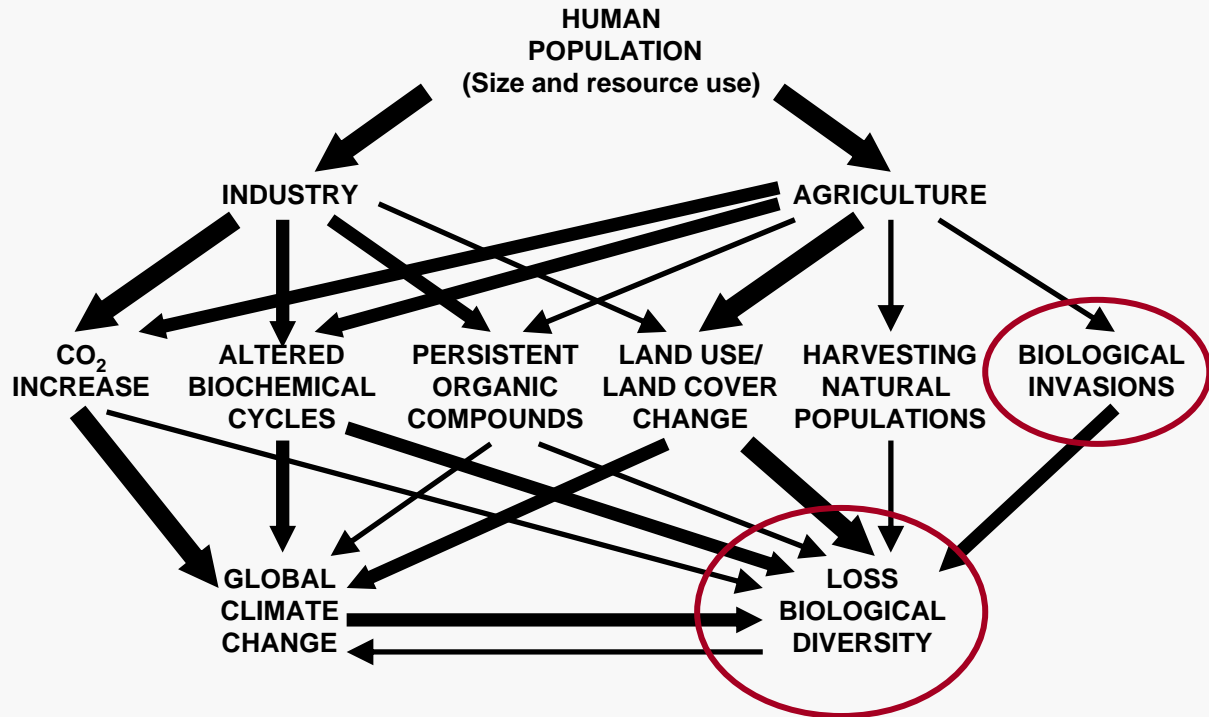 HUMAN
POPULATION
(Size and resource use)
INDUSTRY
AGRICULTURE
CO₂
INCREASE
ALTERED
BIOCHEMICAL
CYCLES
PERSISTENT
ORGANIC
COMPOUNDS
LAND USE/
LAND COVER
CHANGE
HARVESTING
NATURAL
POPULATIONS
BIOLOGICAL
INVASIONS
GLOBAL
CLIMATE
CHANGE
LOSS
BIOLOGICAL
DIVERSITY